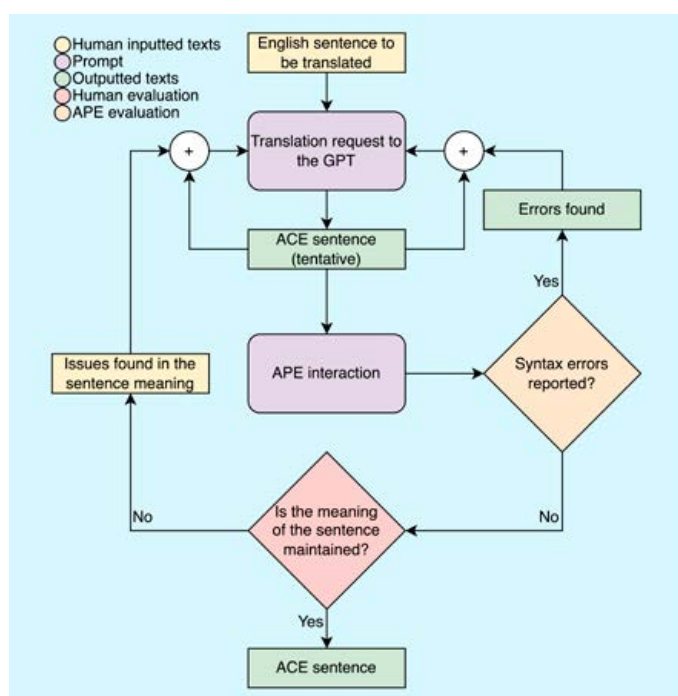 Human inputted texts
Prompt
Outputted texts
Human evaluation
APE evaluation
English sentence to
be translated
+
Translation request to
the GPT
+
Errors found
ACE sentence
(tentative)
Yes
Issues found in the
sentence meaning
APE interaction
Syntax errors
reported?
No
Is the meaning
of the sentence
maintained?
No
Yes
ACE sentence